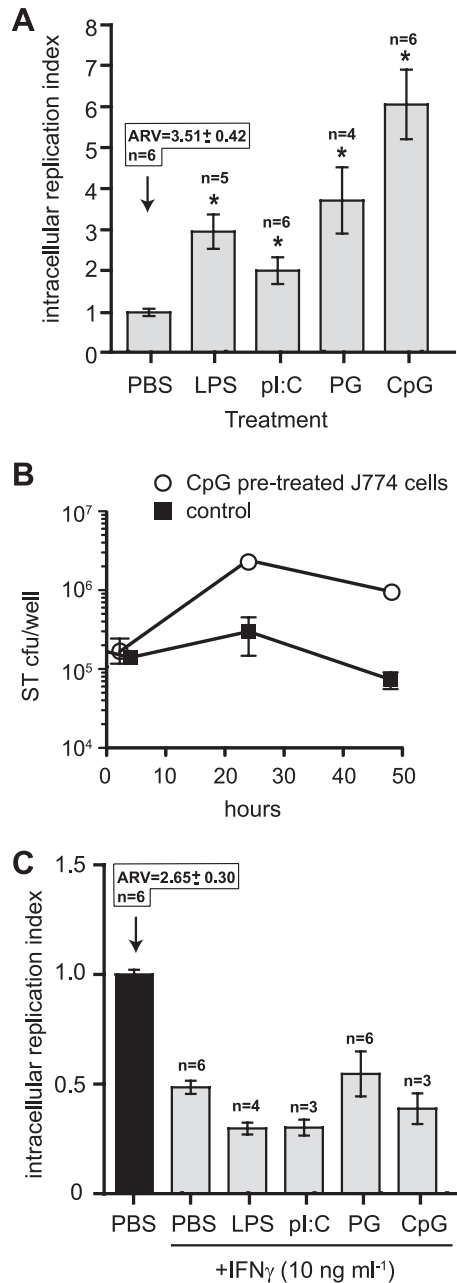 A
intracellular replication index
8
7
6
5
4
3
2
1
0
ARV=3.51± 0.42
n=6
n=5
*
n=6
*
n=4
*
n=6
*
PBS LPS pI:C PG CpG
Treatment
B
CpG pre-treated J774 cells
control
ST cfu/well
10⁷
10⁶
10⁵
10⁴
0 10 20 30 40 50
hours
C
intracellular replication index
1.5
1.0
0.5
0
ARV=2.65± 0.30
n=6
n=6
n=4
n=3
n=6
n=3
PBS PBS LPS pI:C PG CpG
+IFNγ (10 ng ml⁻¹)